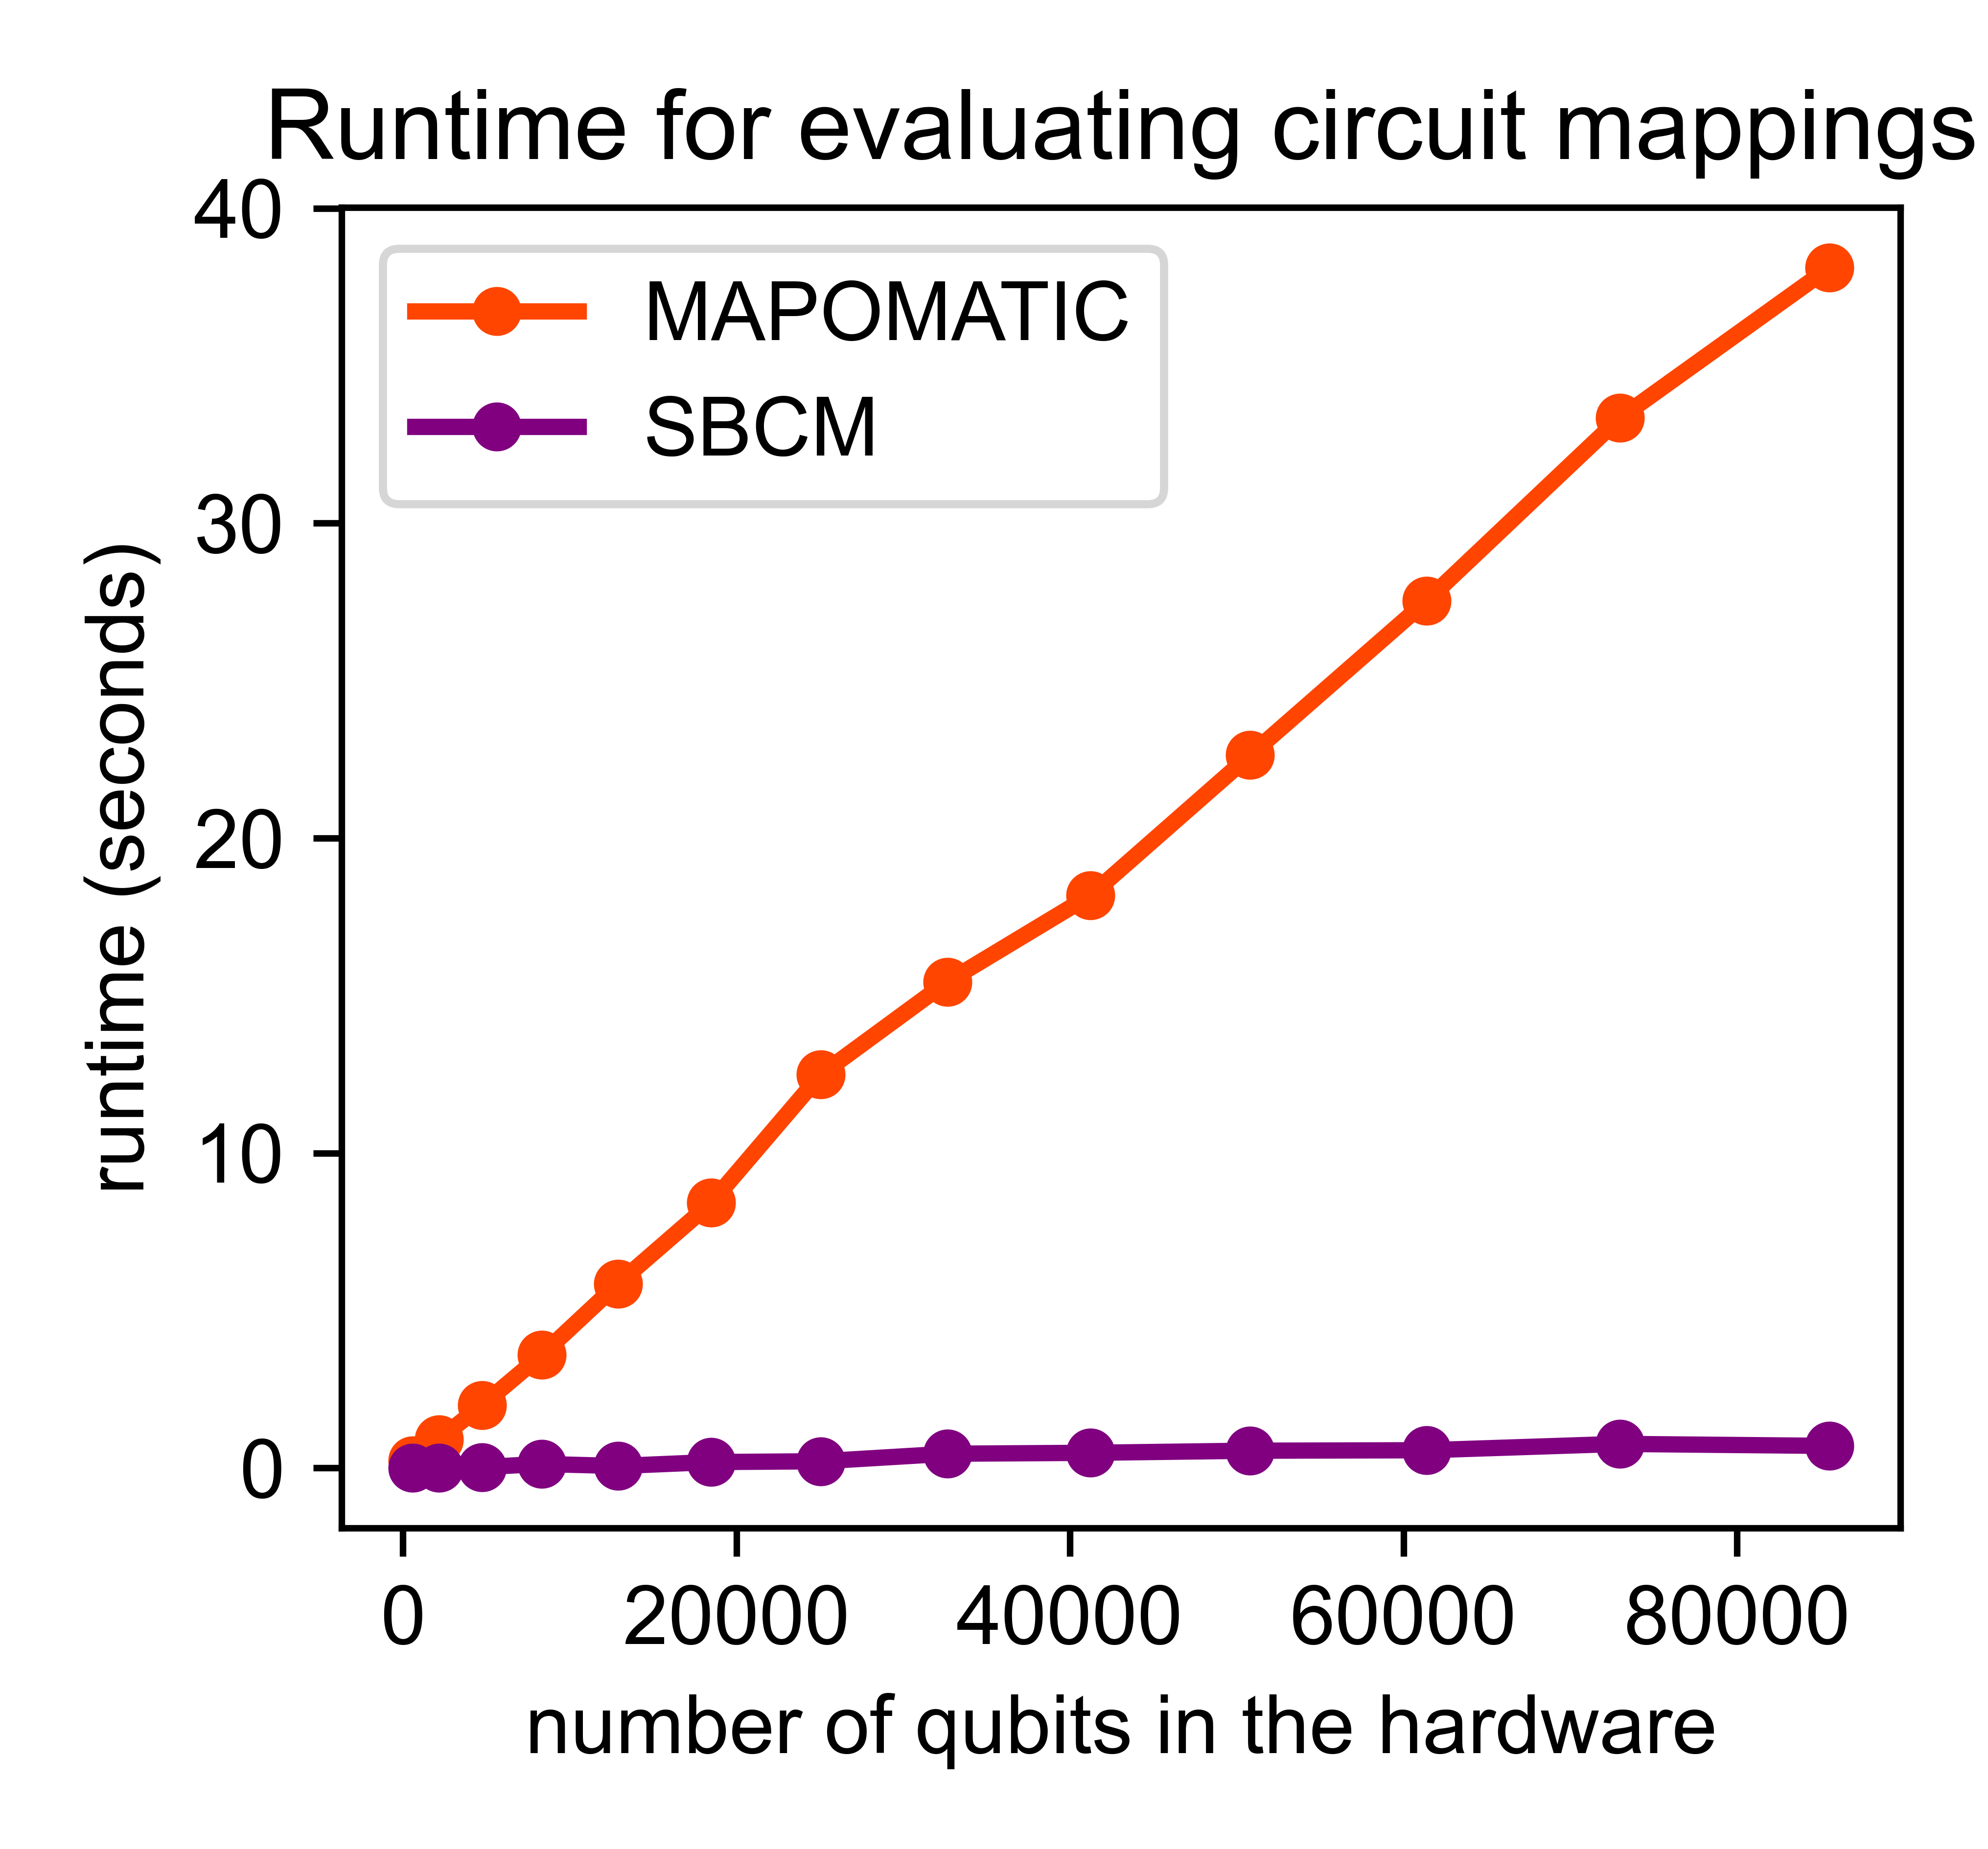 Runtime for evaluating circuit mappings
40
30
20
10
0
runtime (seconds)
MAPOMATIC
SBCM
0 20000 40000 60000 80000
number of qubits in the hardware